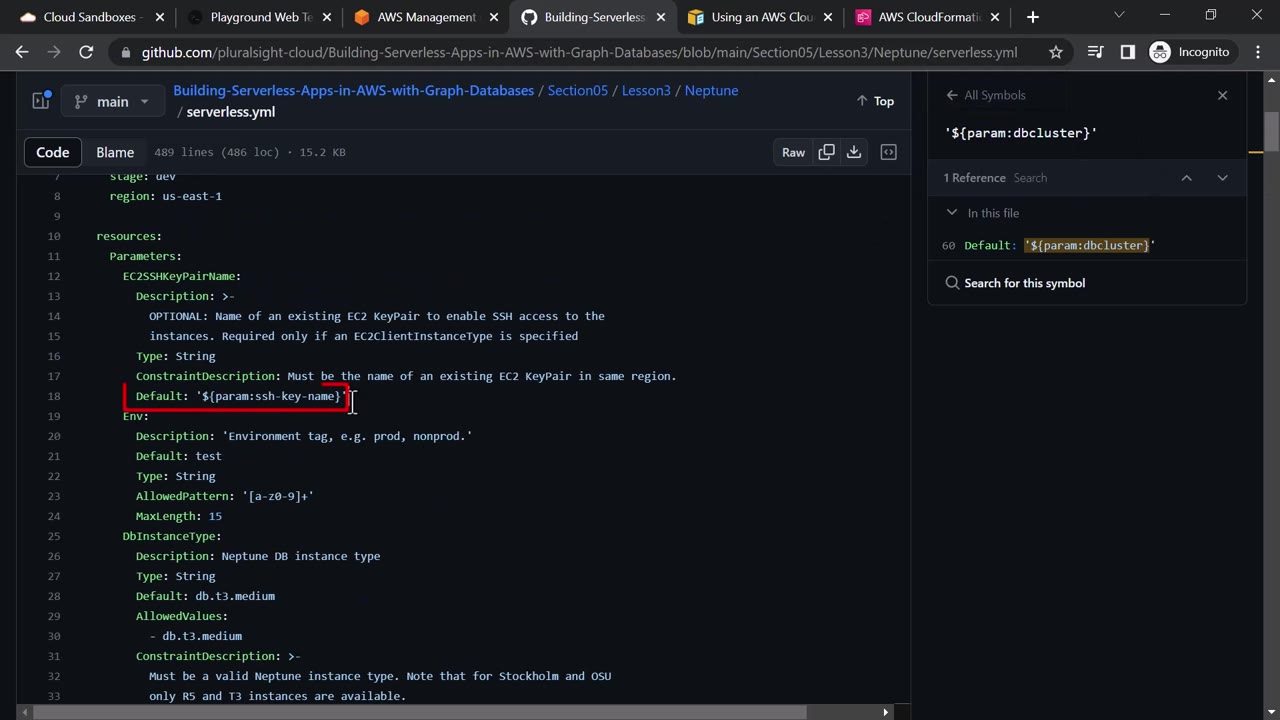 Cloud Sandboxes -
Playground Web Te
AWS Management
Building-Serverless
Using an AWS Clou
AWS CloudFormati
github.com/pluralsight-cloud/Building-Serverless-Apps-in-AWS-with-Graph-Databases/blob/main/Section05/Lesson3/Neptune/serverless.yml
Incognito
main
Building-Serverless-Apps-in-AWS-with-Graph-Databases / Section05 / Lesson3 / Neptune
/ serverless.yml
Top
Code
Blame
489 lines (486 loc) · 15.2 KB
Raw
7 stage: dev
8 region: us-east-1
9
10 resources:
11 Parameters:
12 EC2SSHKeyPairName:
13 Description: >-
14 OPTIONAL: Name of an existing EC2 KeyPair to enable SSH access to the
15 instances. Required only if an EC2ClientInstanceType is specified
16 Type: String
17 ConstraintDescription: Must be the name of an existing EC2 KeyPair in same region.
18 Default: '${param:ssh-key-name}'
19 Env:
20 Description: 'Environment tag, e.g. prod, nonprod.'
21 Default: test
22 Type: String
23 AllowedPattern: '[a-z0-9]+'
24 MaxLength: 15
25 DbInstanceType:
26 Description: Neptune DB instance type
27 Type: String
28 Default: db.t3.medium
29 AllowedValues:
30 - db.t3.medium
31 ConstraintDescription: >-
32 Must be a valid Neptune instance type. Note that for Stockholm and OSU
33 only R5 and T3 instances are available.
All Symbols
'${param:dbcluster}'
1 Reference Search
In this file
60 Default: '${param:dbcluster}'
Search for this symbol